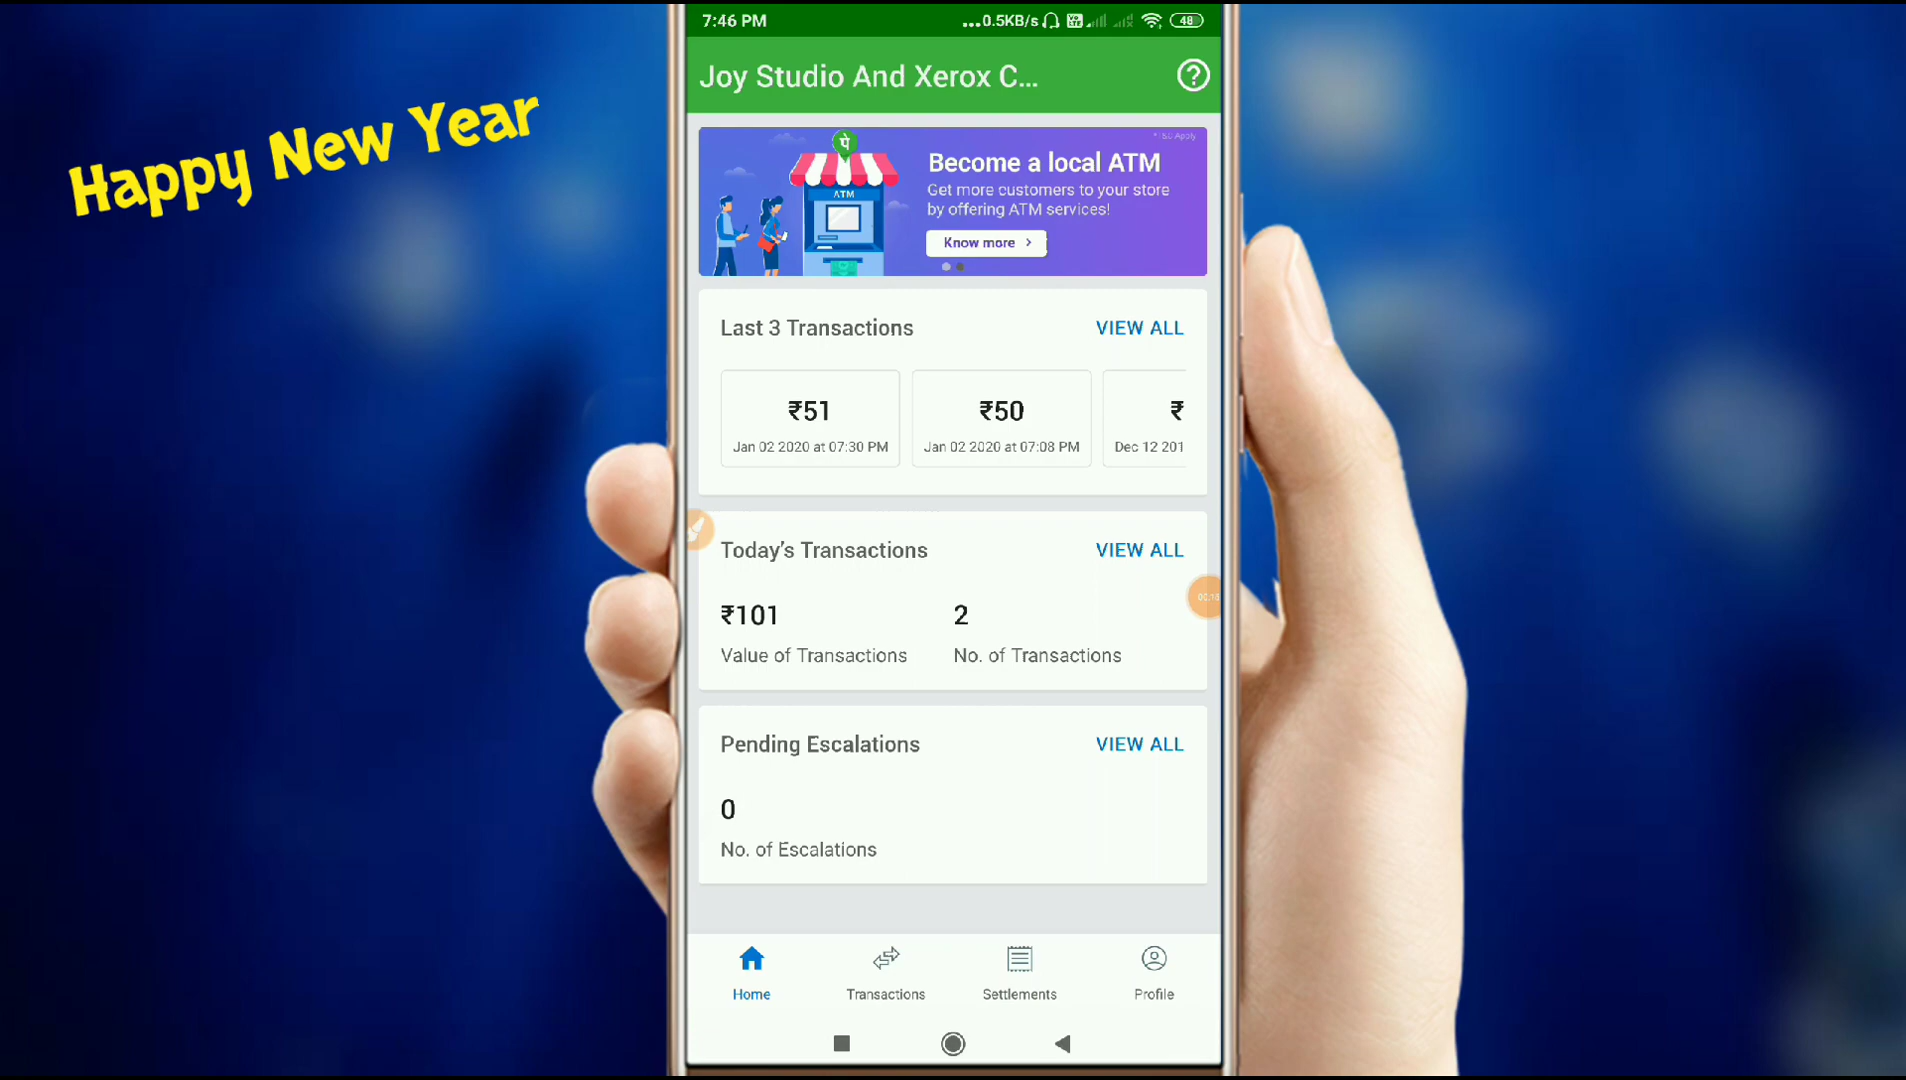 7:46 PM
...0.5KB/s
48
Happy New Year
Joy Studio And Xerox C...
पे
ATM
Become a local ATM
Get more customers to your store
by offering ATM services!
Know more
Last 3 Transactions
VIEW ALL
₹51
₹50
₹
Jan 02 2020 at 07:30 PM
Jan 02 2020 at 07:08 PM
Dec 12 201
Today's Transactions
VIEW ALL
₹101
2
Value of Transactions
No. of Transactions
Pending Escalations
VIEW ALL
0
No. of Escalations
Home
Transactions
Settlements
Profile